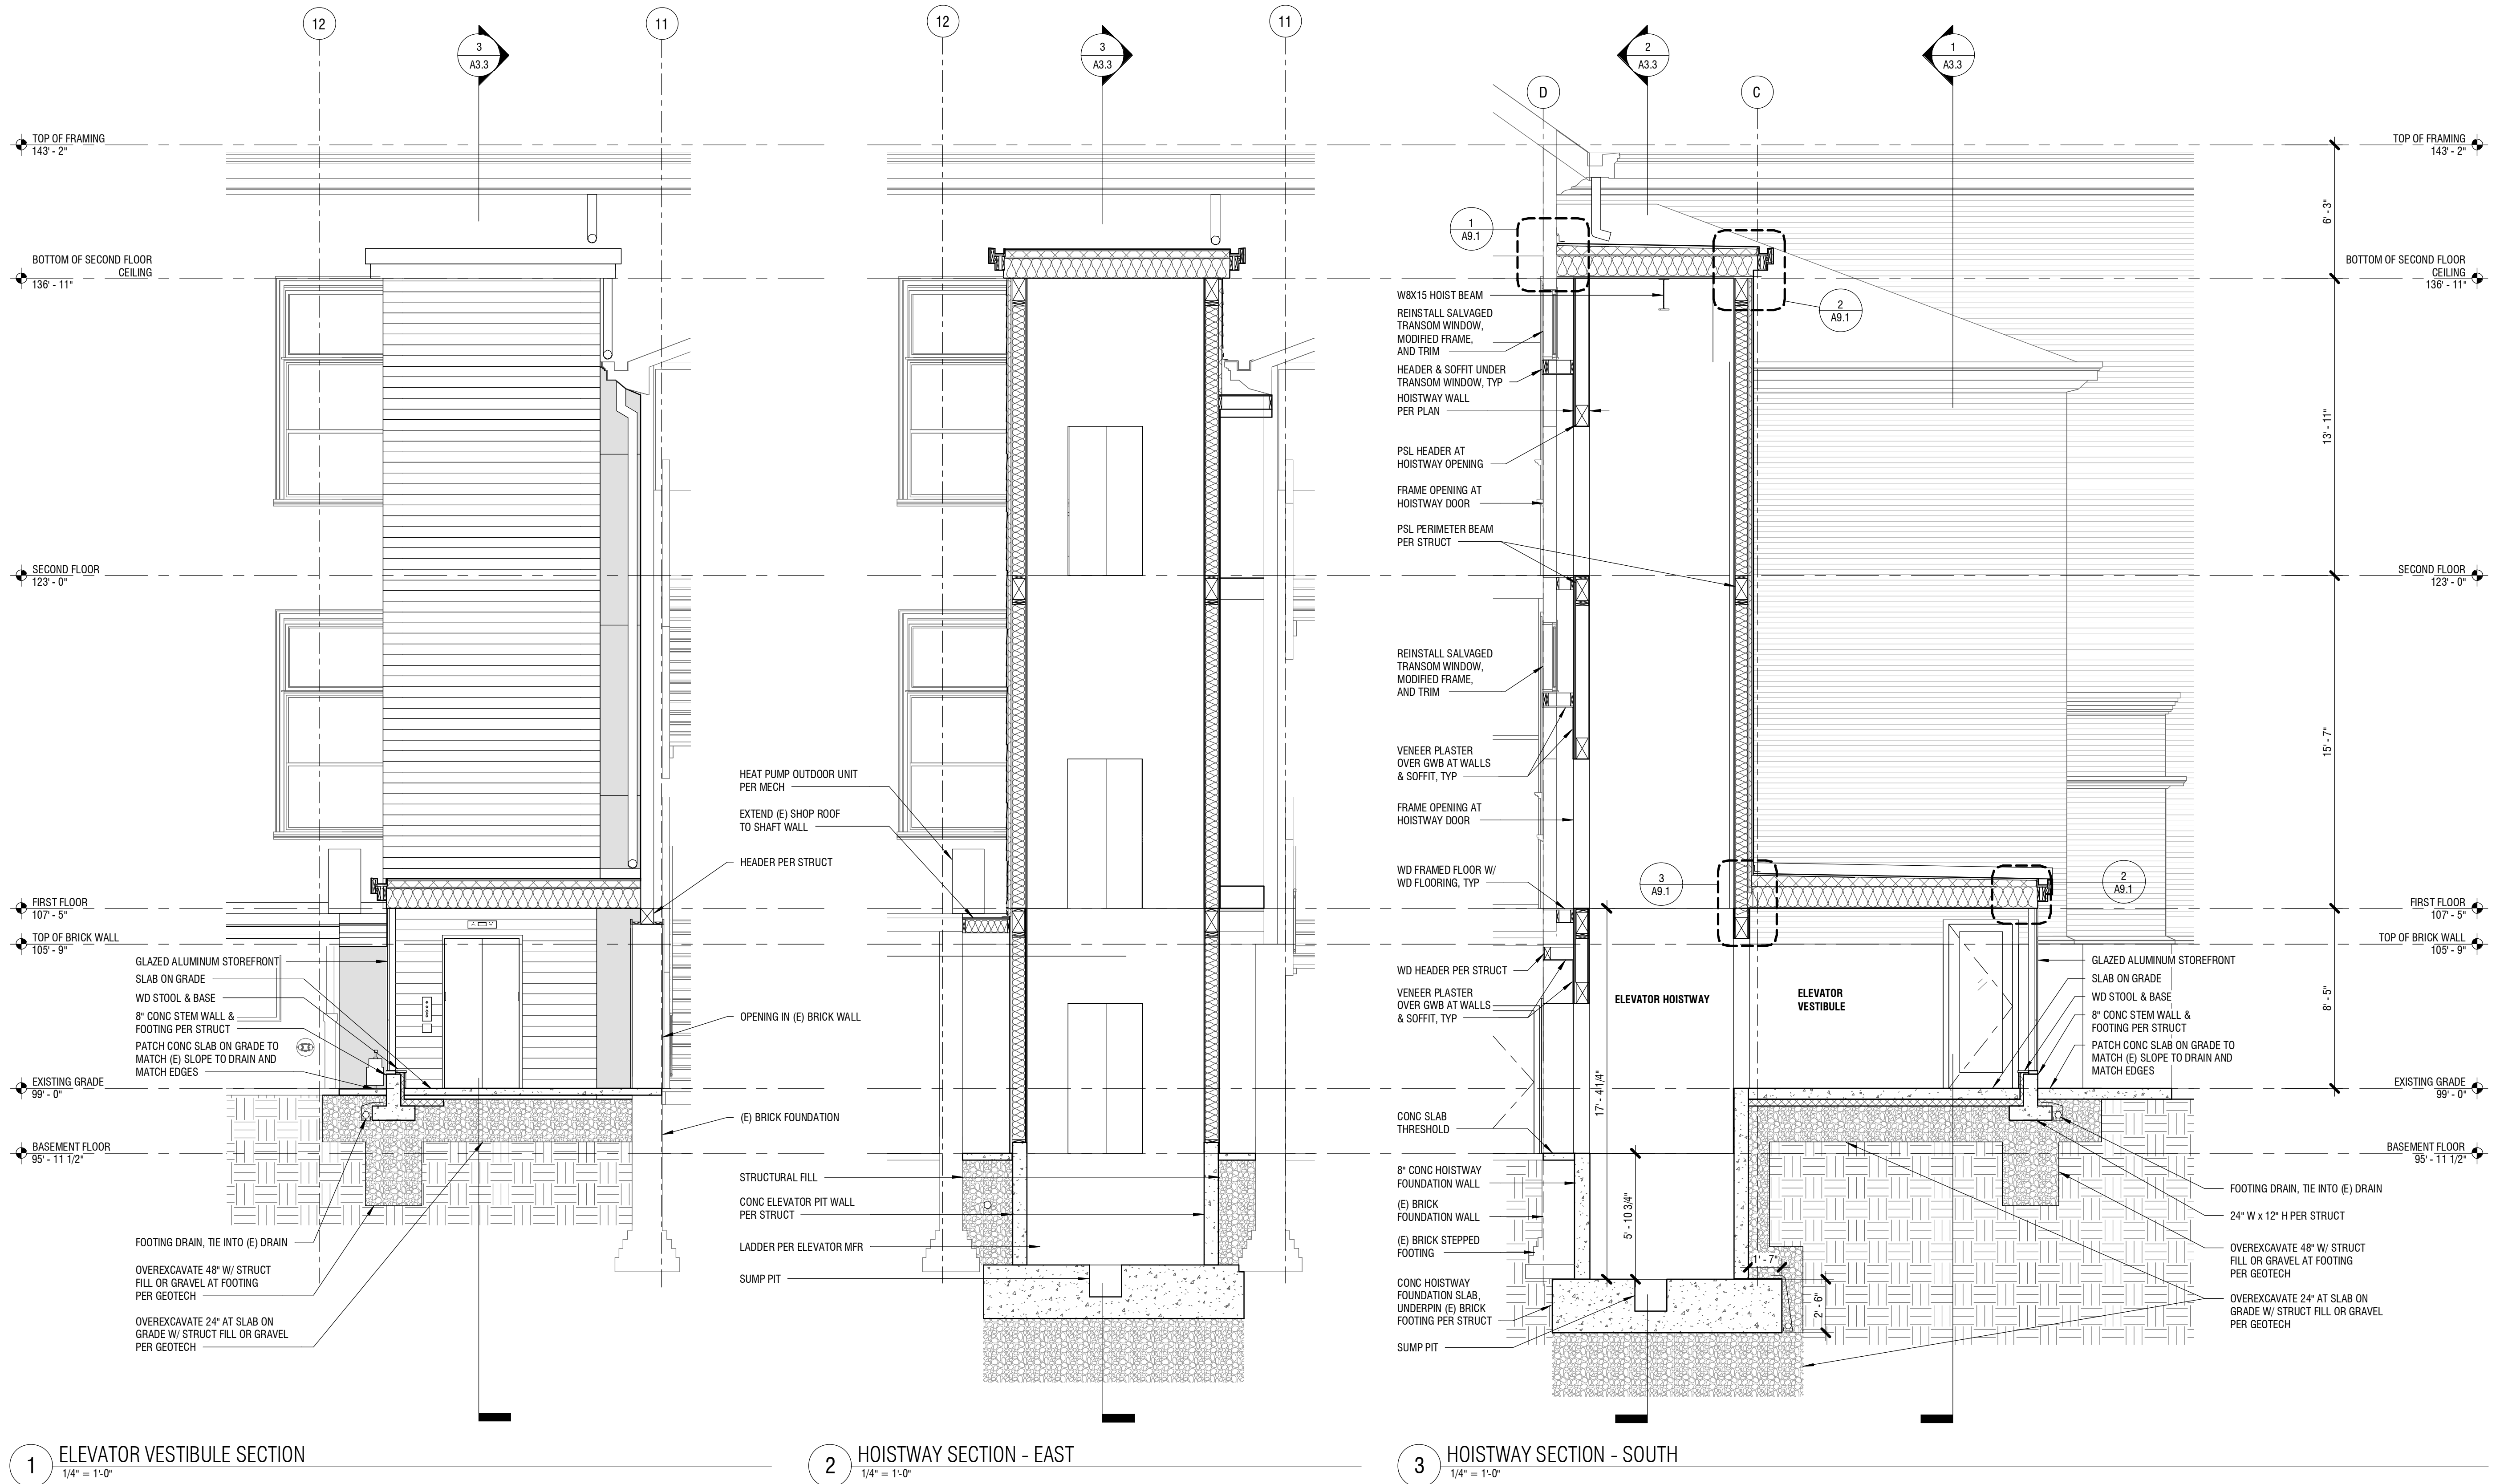 12
3
A3.3
11
TOP OF FRAMING
143' - 2"
BOTTOM OF SECOND FLOOR
CEILING
136' - 11"
SECOND FLOOR
123' - 0"
FIRST FLOOR
107' - 5"
TOP OF BRICK WALL
105' - 9"
GLAZED ALUMINUM STOREFRONT
SLAB ON GRADE
WD STOOL & BASE
8" CONC STEM WALL &
FOOTING PER STRUCT
PATCH CONC SLAB ON GRADE TO
MATCH (E) SLOPE TO DRAIN AND
MATCH EDGES
EXISTING GRADE
99' - 0"
BASEMENT FLOOR
95' - 11 1/2"
FOOTING DRAIN, TIE INTO (E) DRAIN
OVEREXCAVATE 48" W/ STRUCT
FILL OR GRAVEL AT FOOTING
PER GEOTECH
OVEREXCAVATE 24" AT SLAB ON
GRADE W/ STRUCT FILL OR GRAVEL
PER GEOTECH
HEADER PER STRUCT
OPENING IN (E) BRICK WALL
(E) BRICK FOUNDATION
1
ELEVATOR VESTIBULE SECTION
1/4" = 1'-0"
12
3
A3.3
11
HEAT PUMP OUTDOOR UNIT
PER MECH
EXTEND (E) SHOP ROOF
TO SHAFT WALL
STRUCTURAL FILL
CONC ELEVATOR PIT WALL
PER STRUCT
LADDER PER ELEVATOR MFR
SUMP PIT
2
HOISTWAY SECTION - EAST
1/4" = 1'-0"
D
2
A3.3
C
1
A3.3
1
A9.1
2
A9.1
W8X15 HOIST BEAM
REINSTALL SALVAGED
TRANSOM WINDOW,
MODIFIED FRAME,
AND TRIM
HEADER & SOFFIT UNDER
TRANSOM WINDOW, TYP
HOISTWAY WALL
PER PLAN
PSL HEADER AT
HOISTWAY OPENING
FRAME OPENING AT
HOISTWAY DOOR
PSL PERIMETER BEAM
PER STRUCT
REINSTALL SALVAGED
TRANSOM WINDOW,
MODIFIED FRAME,
AND TRIM
VENEER PLASTER
OVER GWB AT WALLS
& SOFFIT, TYP
FRAME OPENING AT
HOISTWAY DOOR
WD FRAMED FLOOR W/
WD FLOORING, TYP
3
A9.1
2
A9.1
WD HEADER PER STRUCT
VENEER PLASTER
OVER GWB AT WALLS
& SOFFIT, TYP
ELEVATOR HOISTWAY
ELEVATOR
VESTIBULE
CONC SLAB
THRESHOLD
8" CONC HOISTWAY
FOUNDATION WALL
(E) BRICK
FOUNDATION WALL
(E) BRICK STEPPED
FOOTING
CONC HOISTWAY
FOUNDATION SLAB,
UNDERPIN (E) BRICK
FOOTING PER STRUCT
SUMP PIT
17' - 4 1/4"
5' - 10 3/4"
1' - 7"
2' - 6"
TOP OF FRAMING
143' - 2"
6' - 3"
BOTTOM OF SECOND FLOOR
CEILING
136' - 11"
13' - 11"
SECOND FLOOR
123' - 0"
15' - 7"
FIRST FLOOR
107' - 5"
TOP OF BRICK WALL
105' - 9"
8' - 5"
GLAZED ALUMINUM STOREFRONT
SLAB ON GRADE
WD STOOL & BASE
8" CONC STEM WALL &
FOOTING PER STRUCT
PATCH CONC SLAB ON GRADE TO
MATCH (E) SLOPE TO DRAIN AND
MATCH EDGES
EXISTING GRADE
99' - 0"
BASEMENT FLOOR
95' - 11 1/2"
FOOTING DRAIN, TIE INTO (E) DRAIN
24" W x 12" H PER STRUCT
OVEREXCAVATE 48" W/ STRUCT
FILL OR GRAVEL AT FOOTING
PER GEOTECH
OVEREXCAVATE 24" AT SLAB ON
GRADE W/ STRUCT FILL OR GRAVEL
PER GEOTECH
3
HOISTWAY SECTION - SOUTH
1/4" = 1'-0"